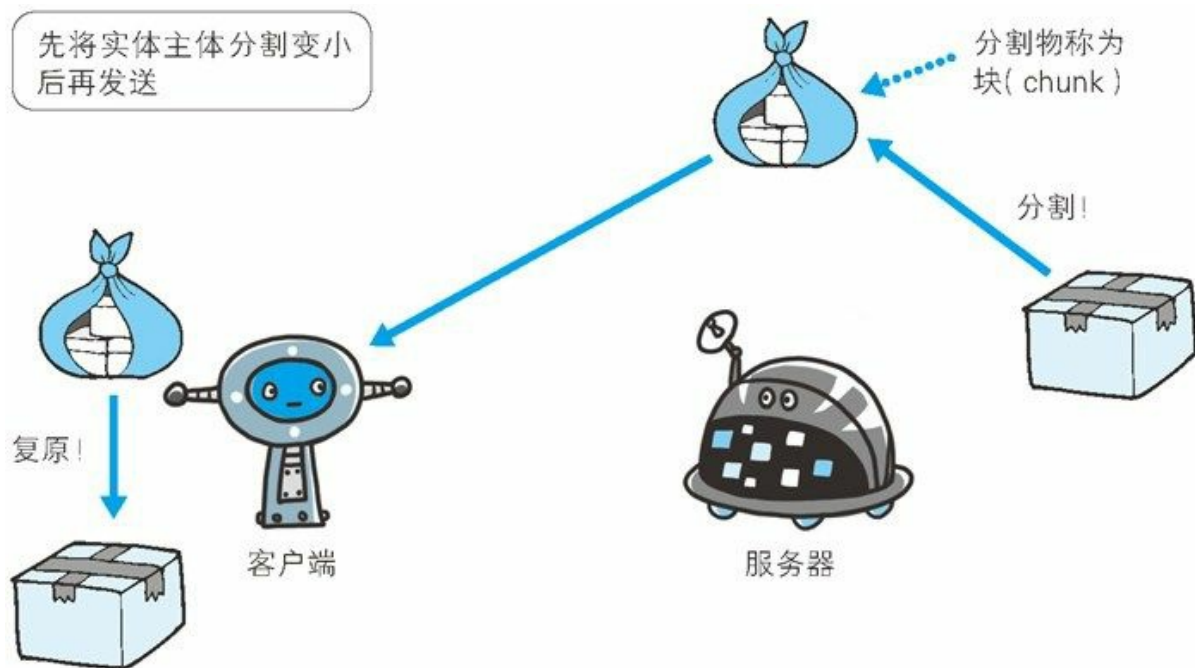 先将实体主体分割变小
后再发送
分割物称为
块( chunk )
分割!
复原!
客户端
服务器